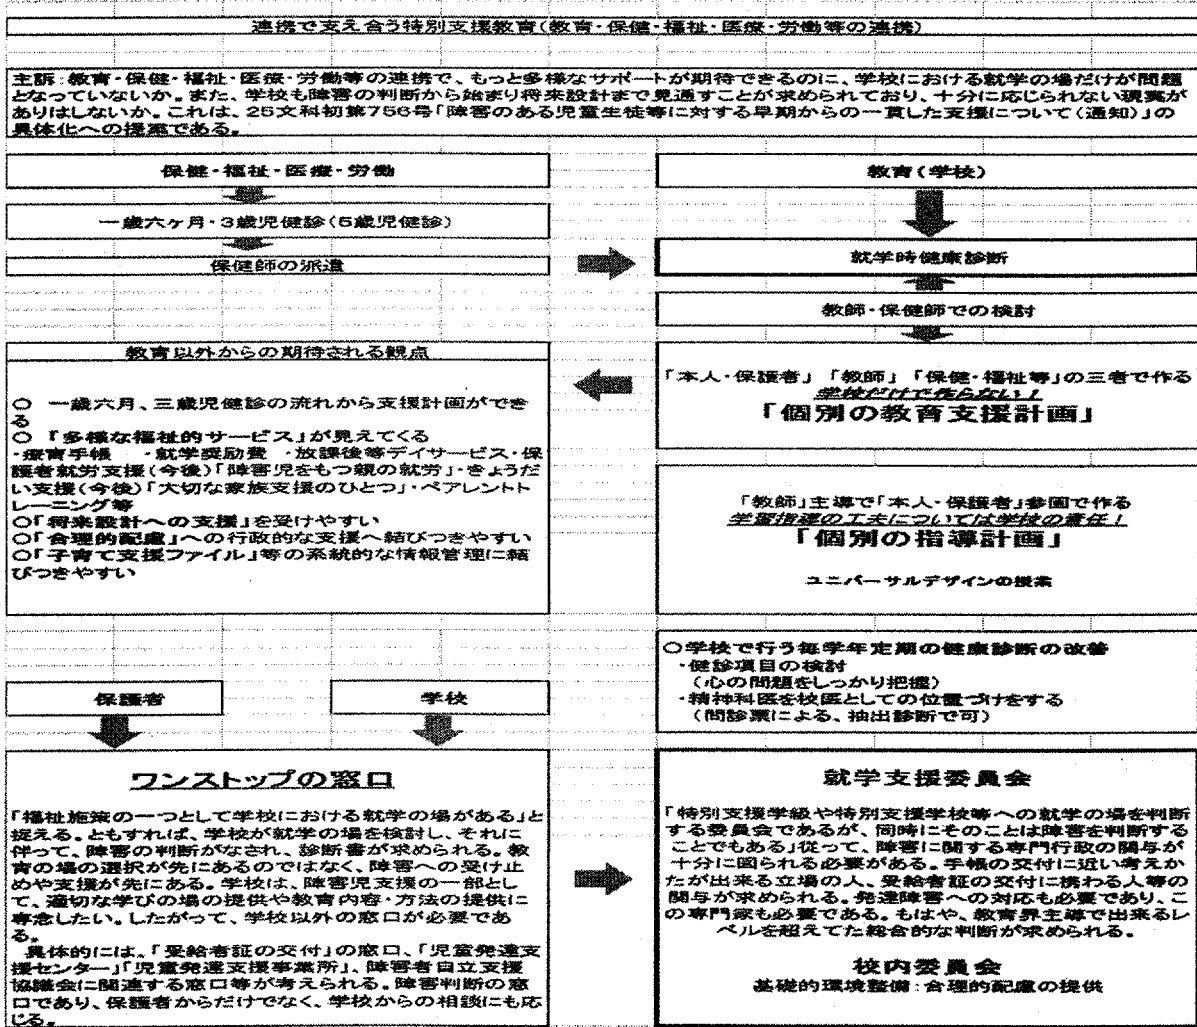 連携で支え合う特別支援教育(教育・保健・福祉・医療・労働等の連携)
主訴:教育・保健・福祉・医療・労働等の連携で、もっと多様なサポートが期待できるのに、学校における就学の場だけが問題
となっていないか。また、学校も障害の判断から始まり将来設計まで見通すことが求められており、十分に応じられない現実が
ありはしないか。これは、25文科初第756号「障害のある児童生徒等に対する早期からの一貫した支援について(通知)」の
具体化への提案である。
保健・福祉・医療・労働
教育(学校)
一歳六ヶ月・3歳児健診(5歳児健診)
保健師の派遣
就学時健康診断
教師・保健師での検討
教育以外からの期待される観点
○ 一歳六月、三歳児健診の流れから支援計画ができ
る
○ 「多様な福祉的サービス」が見えてくる
・療育手帳 ・就学奨励費 ・放課後等デイサービス・保
護者就労支援(今後)「障害児をもつ親の就労」・きょうだ
い支援(今後)「大切な家族支援のひとつ」・ペアレントト
レーニング等
○「将来設計への支援」を受けやすい
○「合理的配慮」への行政的な支援へ結びつきやすい
○「子育て支援ファイル」等の系統的な情報管理に結
びつきやすい
「本人・保護者」「教師」「保健・福祉等」の三者で作る
学校だけで作らない!
「個別の教育支援計画」
「教師」主導で「本人・保護者」参画で作る
学習指導の工夫については学校の責任!
「個別の指導計画」
ユニバーサルデザインの授業
○学校で行う毎学年定期の健康診断の改善
・健診項目の検討
(心の問題をしっかり把握)
・精神科医を校医としての位置づけをする
(問診票による、抽出診断で可)
保護者
学校
ワンストップの窓口
「福祉施策の一つとして学校における就学の場がある」と
捉える。ともすれば、学校が就学の場を検討し、それに
伴って、障害の判断がなされ、診断書が求められる。教
育の場の選択が先にあるのではなく、障害への受け止
めや支援が先にある。学校は、障害児支援の一部とし
て、適切な学びの場の提供や教育内容・方法の提供に
専念したい。したがって、学校以外の窓口が必要であ
る。
具体的には、「受給者証の交付」の窓口、「児童発達支
援センター」「児童発達支援事業所」、障害者自立支援
協議会に関連する窓口等が考えられる。障害判断の窓
口であり、保護者からだけでなく、学校からの相談にも応
じる。
就学支援委員会
「特別支援学級や特別支援学校等への就学の場を判断
する委員会であるが、同時にそのことは障害を判断する
ことでもある」従って、障害に関する専門行政の関与が
十分に図られる必要がある。手帳の交付に近い考えか
たが出来る立場の人、受給者証の交付に携わる人等の
関与が求められる。発達障害への対応も必要であり、こ
の専門家も必要である。もはや、教育界主導で出来るレ
ベルを超えてた総合的な判断が求められる。
校内委員会
基礎的環境整備:合理的配慮の提供